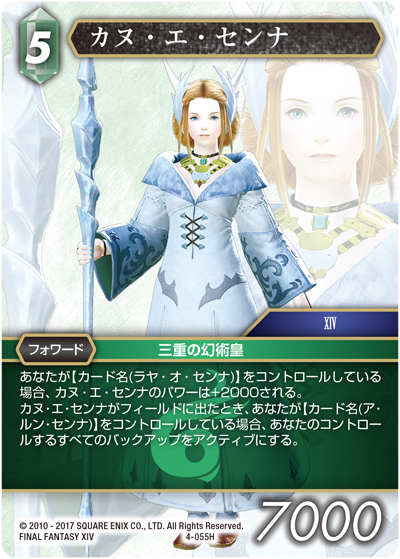 5
カヌ・エ・センナ
XIV
フォワード
三重の幻術皇
あなたが【カード名(ラヤ・オ・センナ)】をコントロールしている
場合、カヌ・エ・センナのパワーは+2000される。
カヌ・エ・センナがフィールドに出たとき、あなたが【カード名(ア・
ルン・センナ)】をコントロールしている場合、あなたのコントロー
ルするすべてのバックアップをアクティブにする。
© 2010 - 2017 SQUARE ENIX CO., LTD. All Rights Reserved.
FINAL FANTASY XIV
4-055H
7000